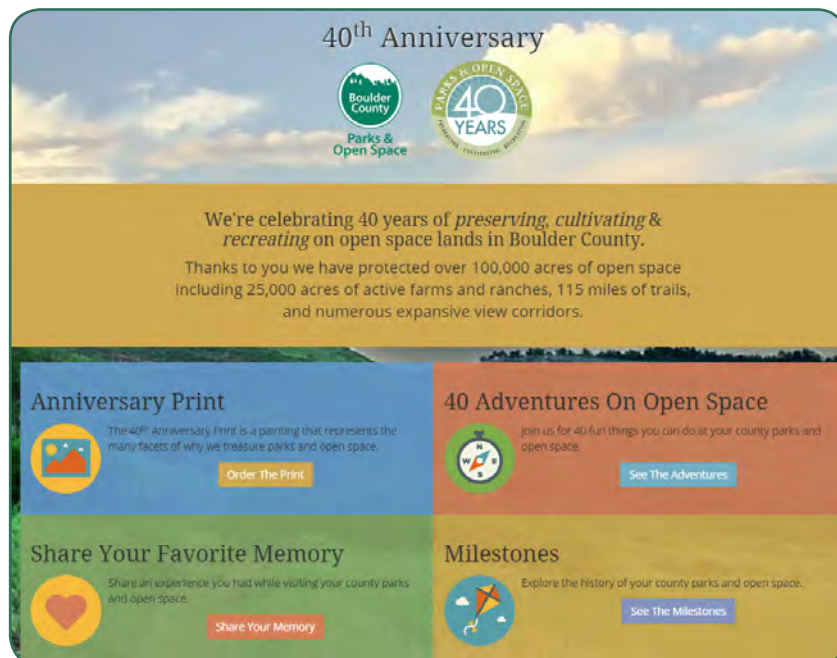 40th Anniversary
Boulder
County
Parks &
Open Space
PARKS & OPEN SPACE
40
YEARS
PRESERVING · CULTIVATING · RECREATING
We're celebrating 40 years of preserving, cultivating &
recreating on open space lands in Boulder County.
Thanks to you we have protected over 100,000 acres of open space
including 25,000 acres of active farms and ranches, 115 miles of trails,
and numerous expansive view corridors.
Anniversary Print
The 40th Anniversary Print is a painting that represents the
many facets of why we treasure parks and open space.
Order The Print
40 Adventures On Open Space
Join us for 40 fun things you can do at your county parks and
open space.
N
W E
S
See The Adventures
Share Your Favorite Memory
Share an experience you had while visiting your county parks
and open space.
Share Your Memory
Milestones
Explore the history of your county parks and open space.
See The Milestones